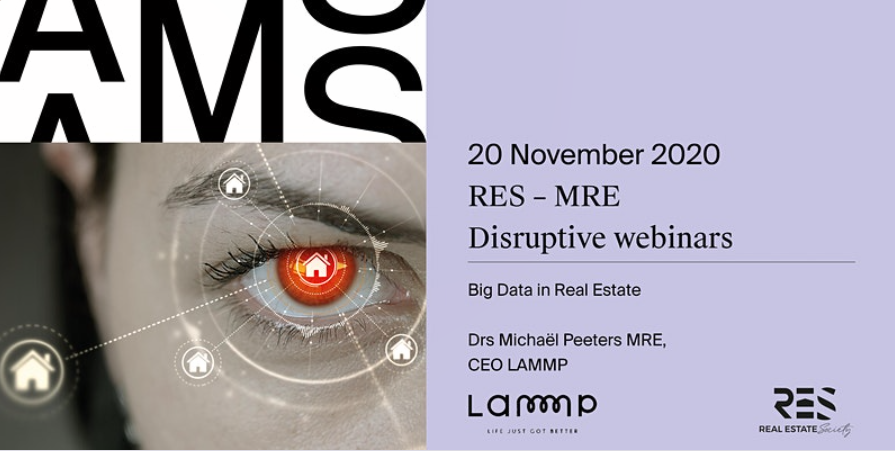 AMS
AMS
20 November 2020
RES – MRE
Disruptive webinars
Big Data in Real Estate
Drs Michaël Peeters MRE,
CEO LAMMP
Lammp
LIFE JUST GOT BETTER
RES
REAL ESTATE Society